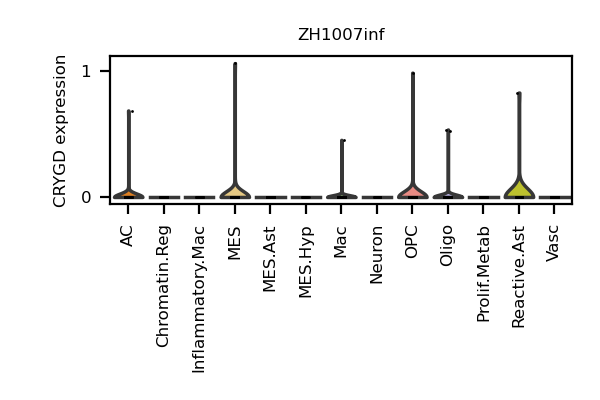 ZH1007inf
CRYGD expression
1
0
AC
Chromatin.Reg
Inflammatory.Mac
MES
MES.Ast
MES.Hyp
Mac
Neuron
OPC
Oligo
Prolif.Metab
Reactive.Ast
Vasc